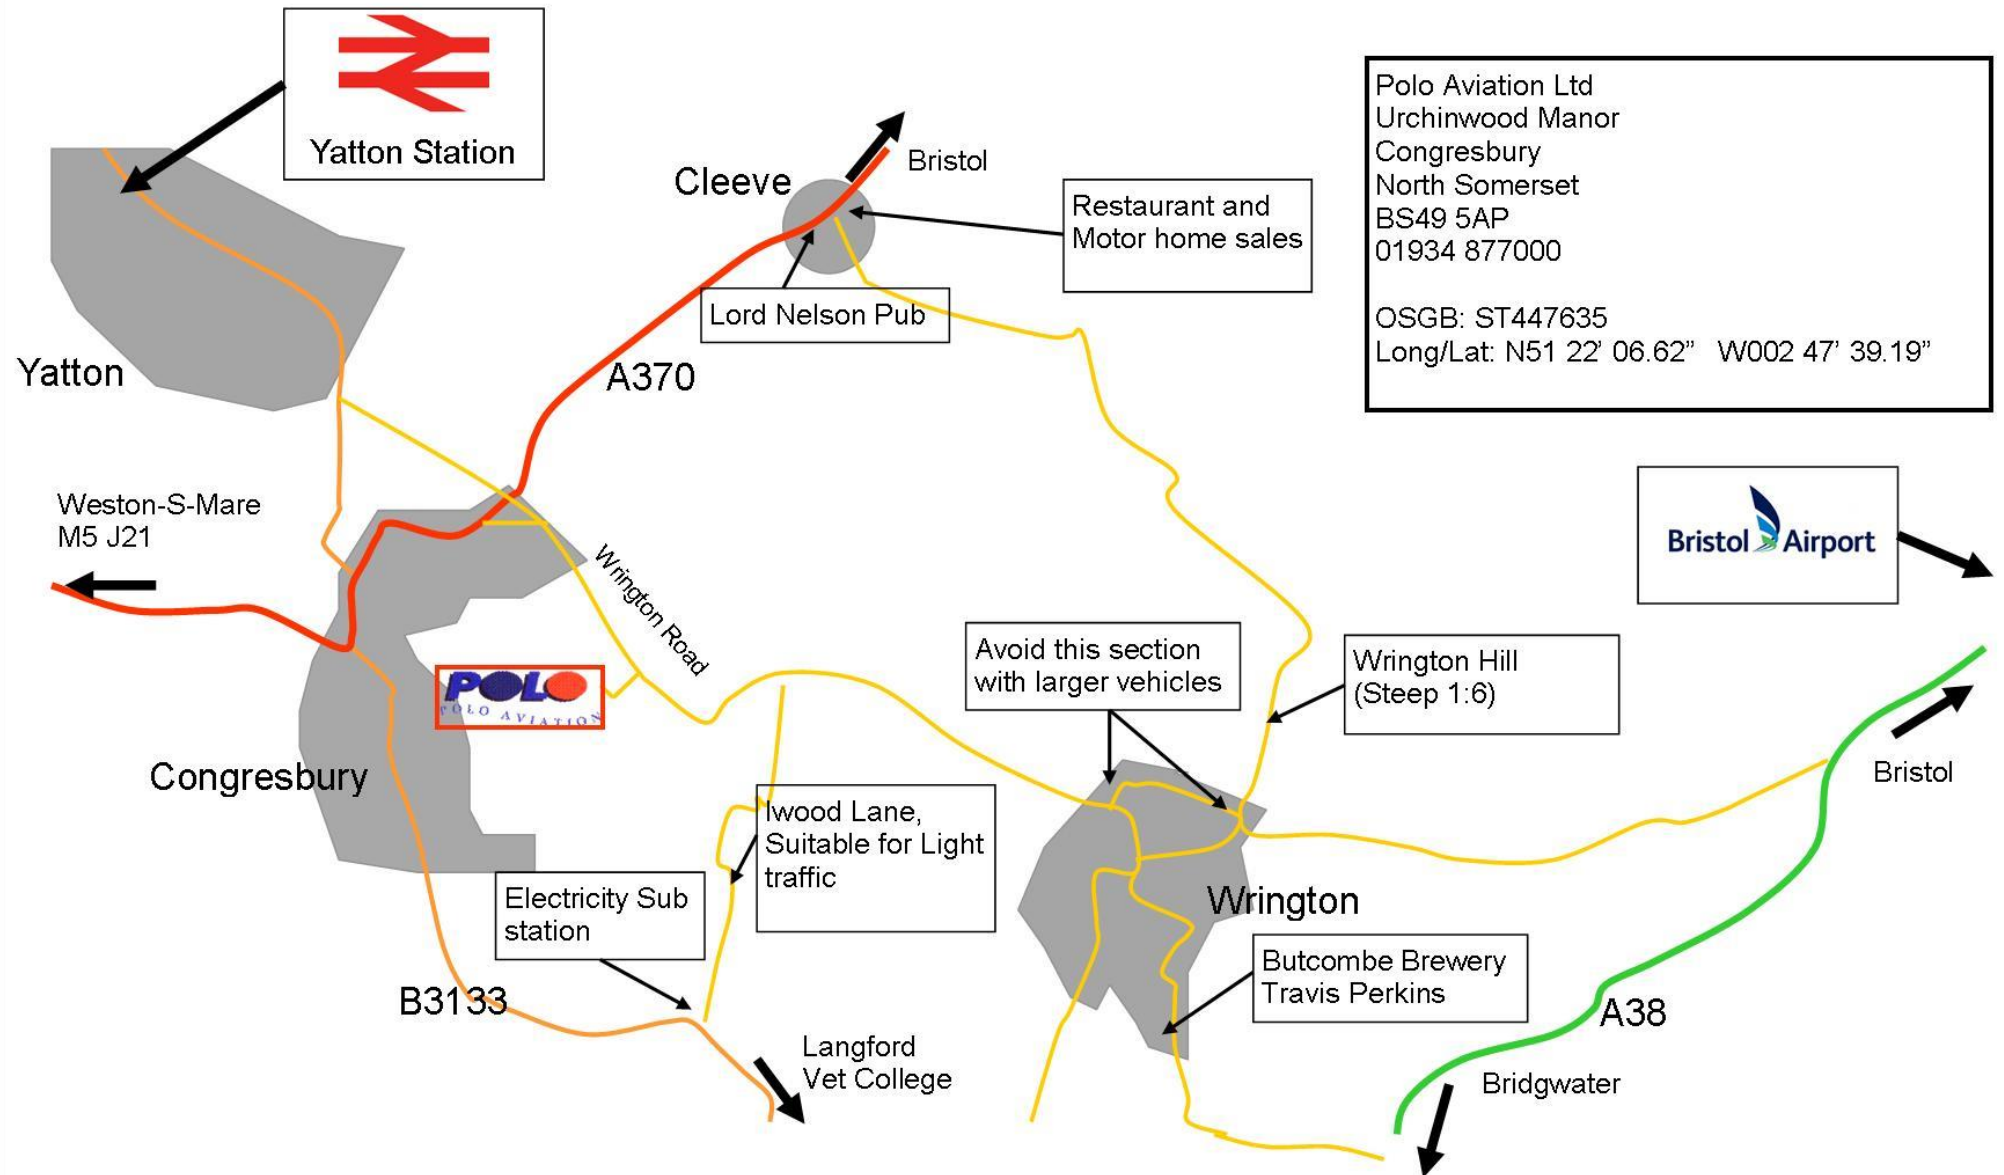 Yatton Station
Polo Aviation Ltd
Urchinwood Manor
Congresbury
North Somerset
BS49 5AP
01934 877000
OSGB: ST447635
Long/Lat: N51 22’ 06.62” W002 47’ 39.19”
Cleeve
Bristol
Restaurant and
Motor home sales
Lord Nelson Pub
Yatton
A370
Weston-S-Mare
M5 J21
Bristol Airport
Wrington Road
Avoid this section
with larger vehicles
Wrington Hill
(Steep 1:6)
POLO
POLO AVIATION
Congresbury
Bristol
Iwood Lane,
Suitable for Light
traffic
Electricity Sub
station
Wrington
Butcombe Brewery
Travis Perkins
B3133
A38
Langford
Vet College
Bridgwater